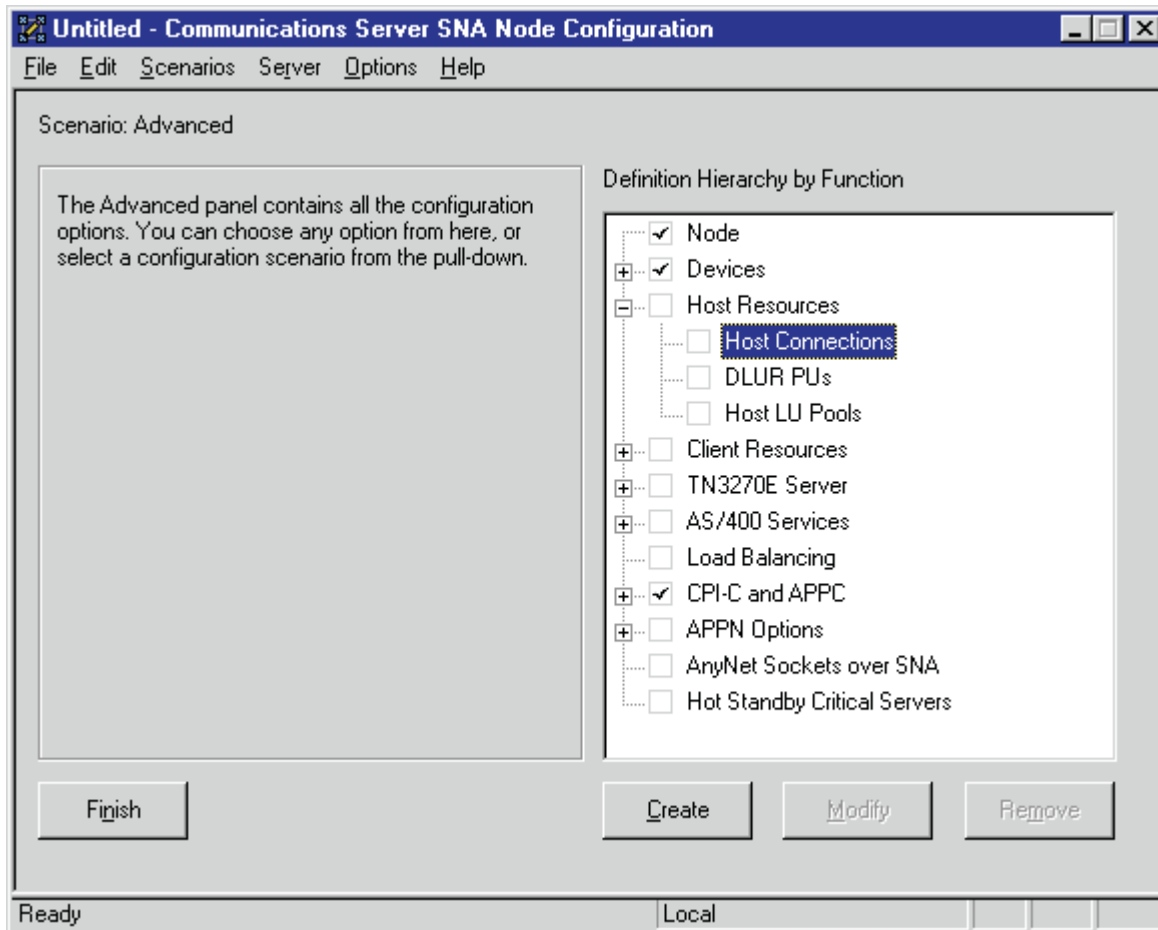 Untitled - Communications Server SNA Node Configuration
File Edit Scenarios Server Options Help
Scenario: Advanced
The Advanced panel contains all the configuration
options. You can choose any option from here, or
select a configuration scenario from the pull-down.
Definition Hierarchy by Function
Node
Devices
Host Resources
Host Connections
DLUR PUs
Host LU Pools
Client Resources
TN3270E Server
AS/400 Services
Load Balancing
CPI-C and APPC
APPN Options
AnyNet Sockets over SNA
Hot Standby Critical Servers
Finish
Create Modify Remove
Ready Local